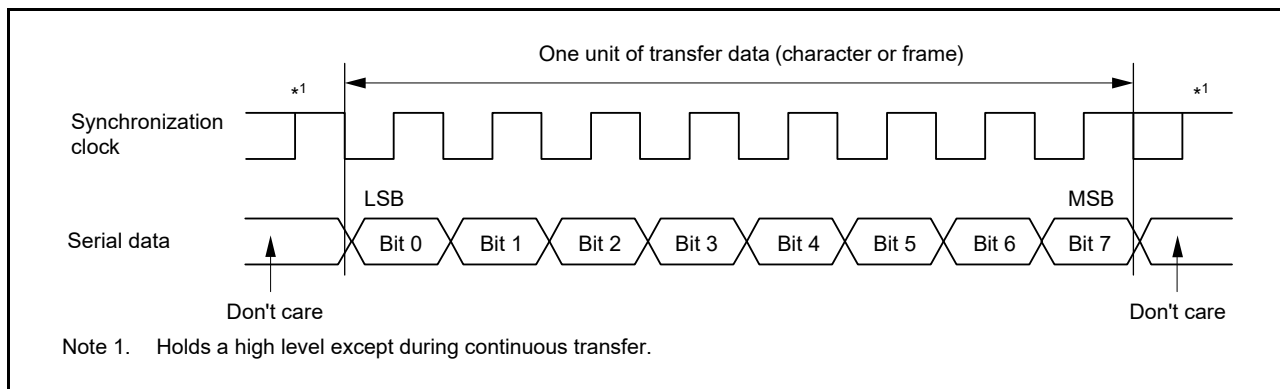 One unit of transfer data (character or frame)
*1
*1
Synchronization
clock
LSB
MSB
Serial data
Bit 0 Bit 1 Bit 2 Bit 3 Bit 4 Bit 5 Bit 6 Bit 7
Don't care
Don't care
Note 1. Holds a high level except during continuous transfer.